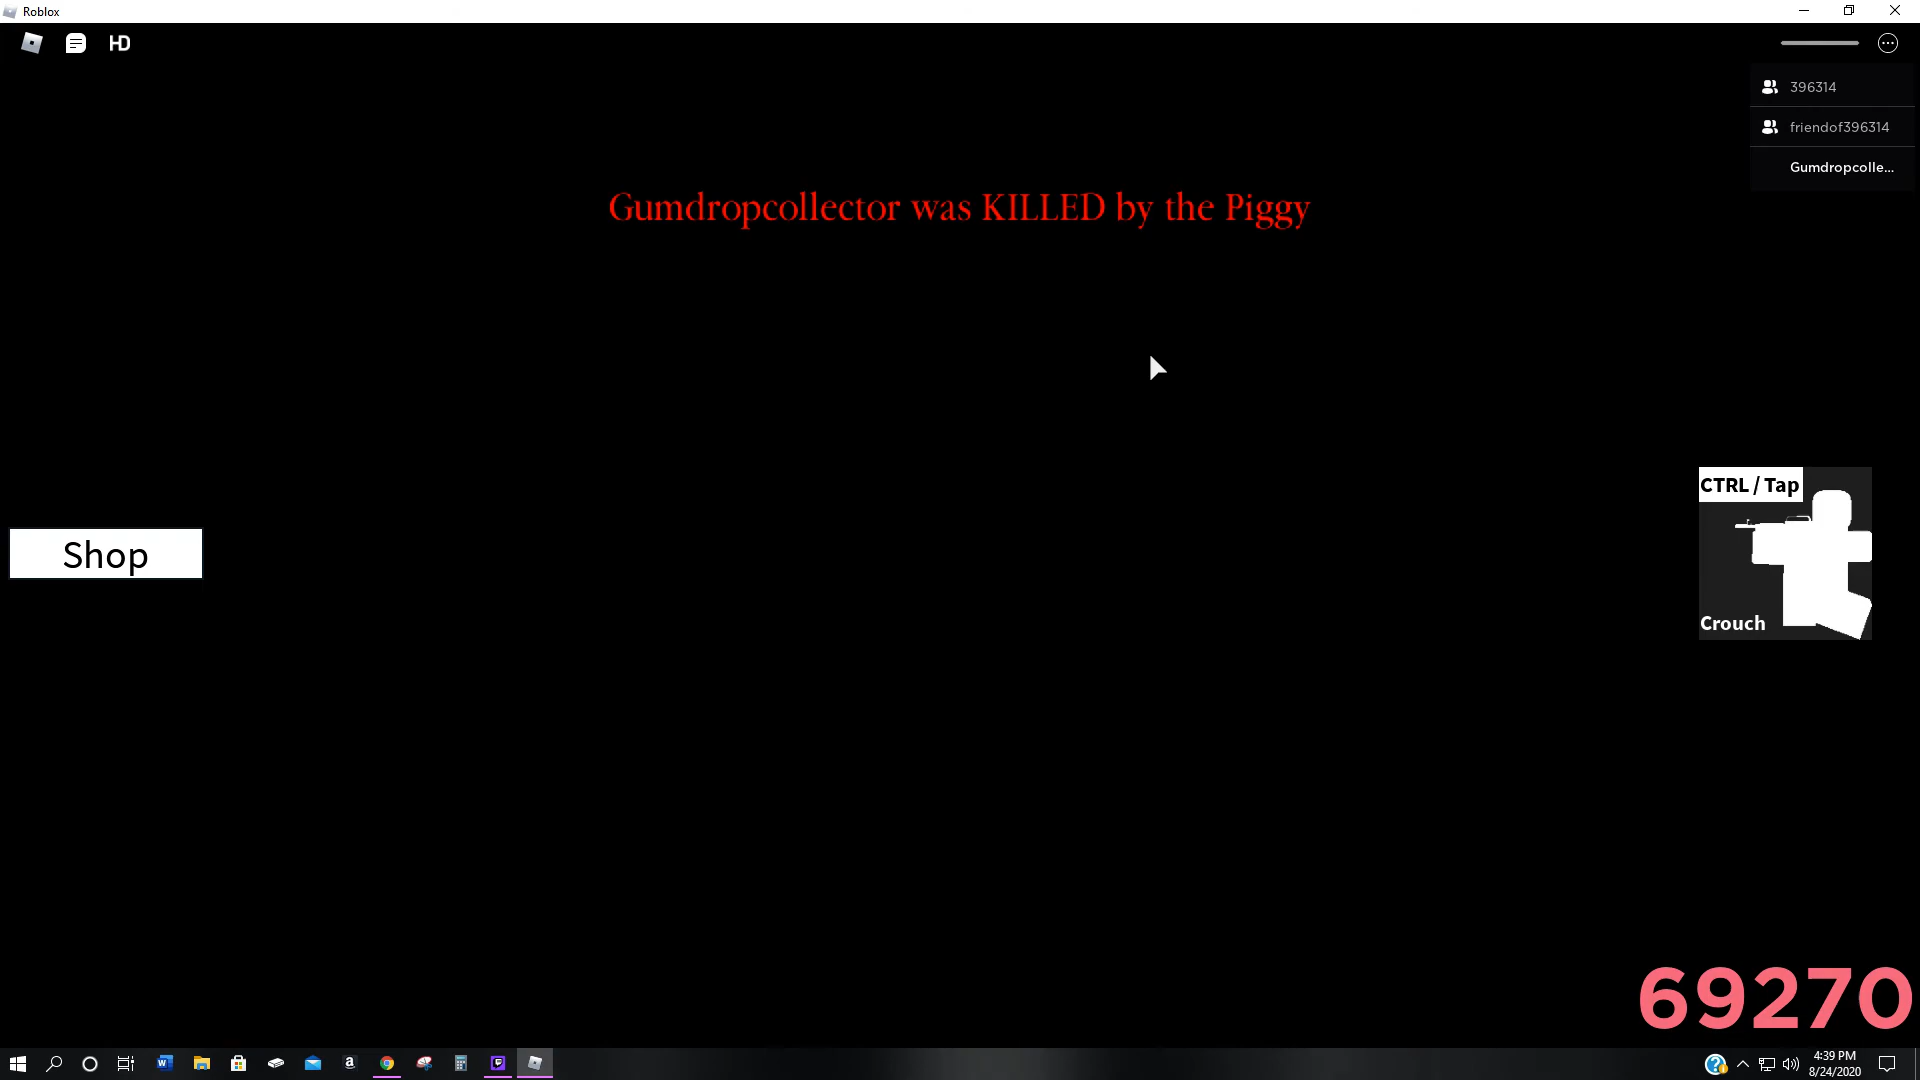 Roblox
HD
396314
friendof396314
Gumdropcolle...
Gumdropcollector was KILLED by the Piggy
CTRL / Tap
Shop
Crouch
69270
4:39 PM
8/24/2020